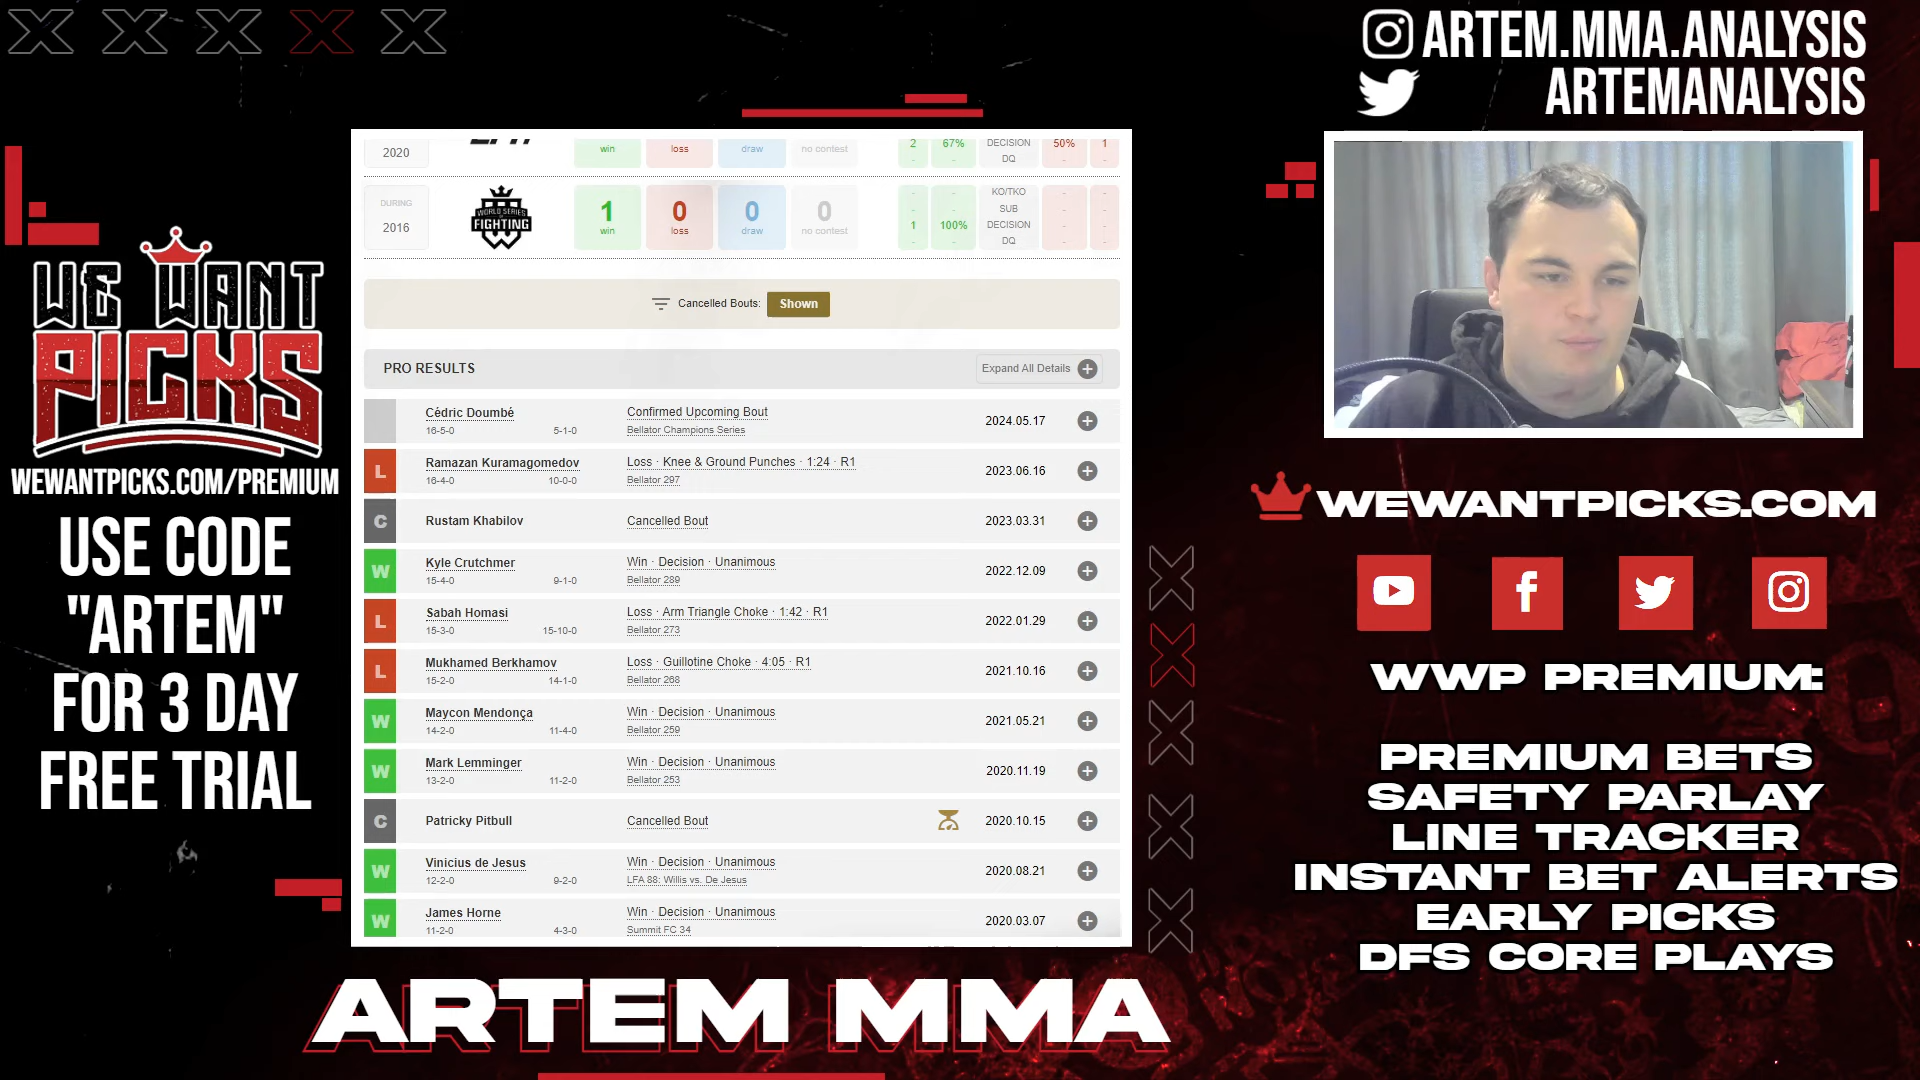 ARTEM.MMA.ANALYSIS
ARTEMANALYSIS
WE WANT
PICKS
WEWANTPICKS.COM/PREMIUM
USE CODE
"ARTEM"
FOR 3 DAY
FREE TRIAL
2020
win loss draw no contest
2 67% DECISION 50% 1
- DQ -
DURING
2016
WORLD SERIES OF
FIGHTING
1 0 0 0
win loss draw no contest
- - KO/TKO - -
- - SUB - -
1 100% DECISION - -
- - DQ - -
Cancelled Bouts: Shown
PRO RESULTS Expand All Details
Cédric Doumbé Confirmed Upcoming Bout 2024.05.17
16-5-0 5-1-0 Bellator Champions Series
L Ramazan Kuramagomedov Loss · Knee & Ground Punches · 1:24 · R1 2023.06.16
16-4-0 10-0-0 Bellator 297
C Rustam Khabilov Cancelled Bout 2023.03.31
W Kyle Crutchmer Win · Decision · Unanimous 2022.12.09
15-4-0 9-1-0 Bellator 289
L Sabah Homasi Loss · Arm Triangle Choke · 1:42 · R1 2022.01.29
15-3-0 15-10-0 Bellator 273
L Mukhamed Berkhamov Loss · Guillotine Choke · 4:05 · R1 2021.10.16
15-2-0 14-1-0 Bellator 268
W Maycon Mendonça Win · Decision · Unanimous 2021.05.21
14-2-0 11-4-0 Bellator 259
W Mark Lemminger Win · Decision · Unanimous 2020.11.19
13-2-0 11-2-0 Bellator 253
C Patricky Pitbull Cancelled Bout 2020.10.15
W Vinicius de Jesus Win · Decision · Unanimous 2020.08.21
12-2-0 9-2-0 LFA 88: Willis vs. De Jesus
W James Horne Win · Decision · Unanimous 2020.03.07
11-2-0 4-3-0 Summit FC 34
WEWANTPICKS.COM
WWP PREMIUM:
PREMIUM BETS
SAFETY PARLAY
LINE TRACKER
INSTANT BET ALERTS
EARLY PICKS
DFS CORE PLAYS
ARTEM MMA